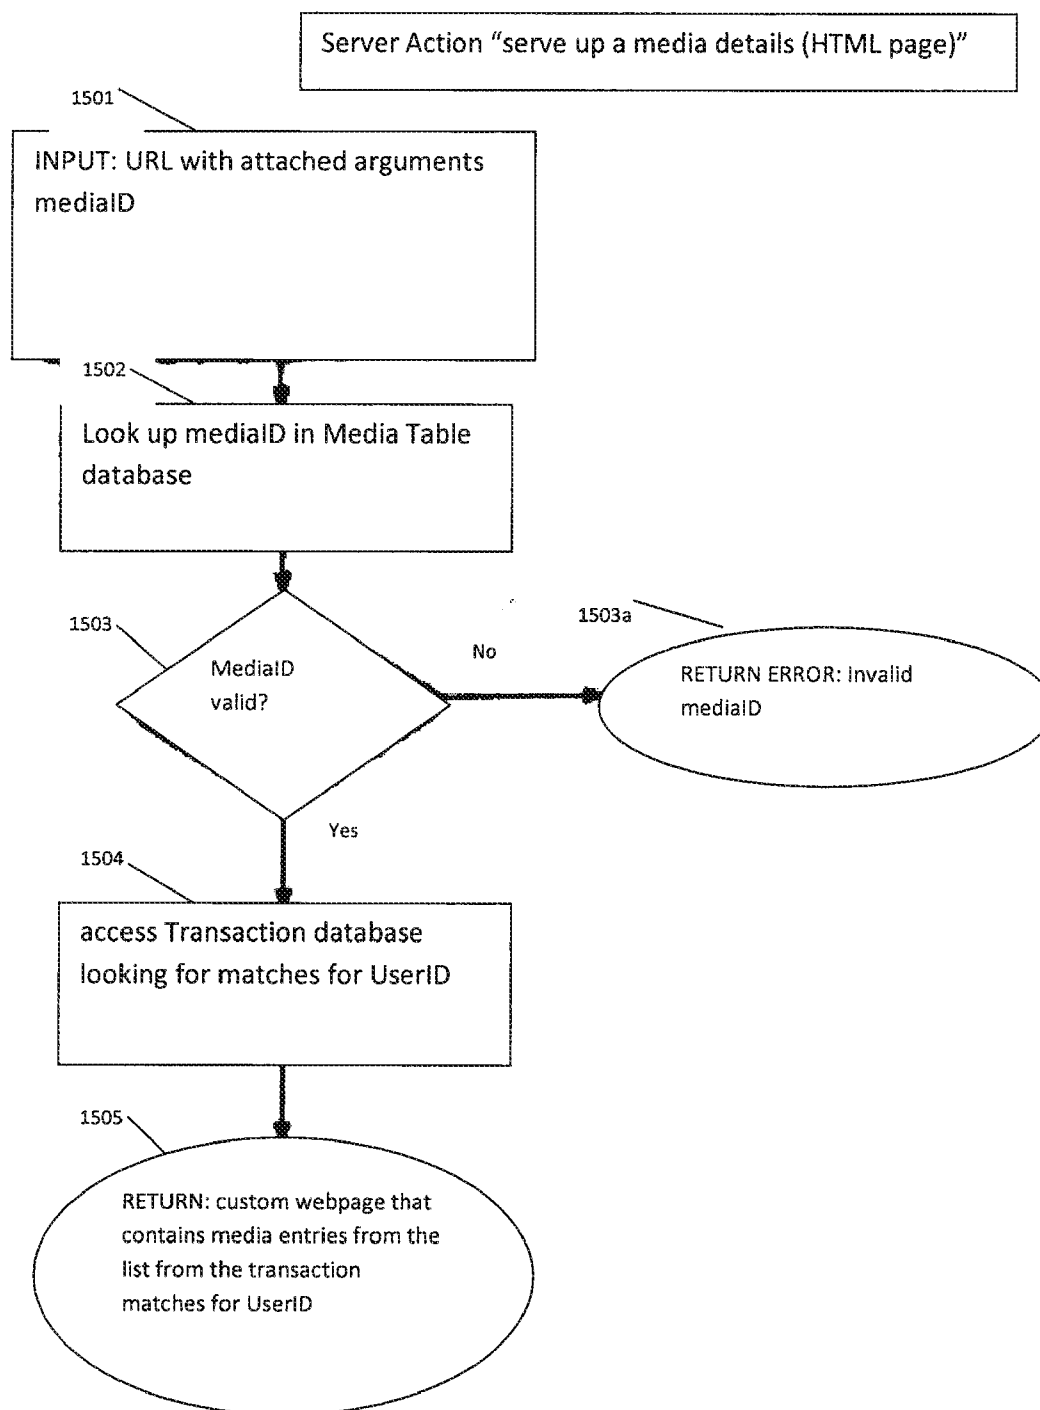 Server Action “serve up a media details (HTML page)”
1501
INPUT: URL with attached arguments
mediaID
1502
Look up mediaID in Media Table
database
1503
MediaID
valid?
No
1503a
RETURN ERROR: invalid
mediaID
Yes
1504
access Transaction database
looking for matches for UserID
1505
RETURN: custom webpage that
contains media entries from the
list from the transaction
matches for UserID